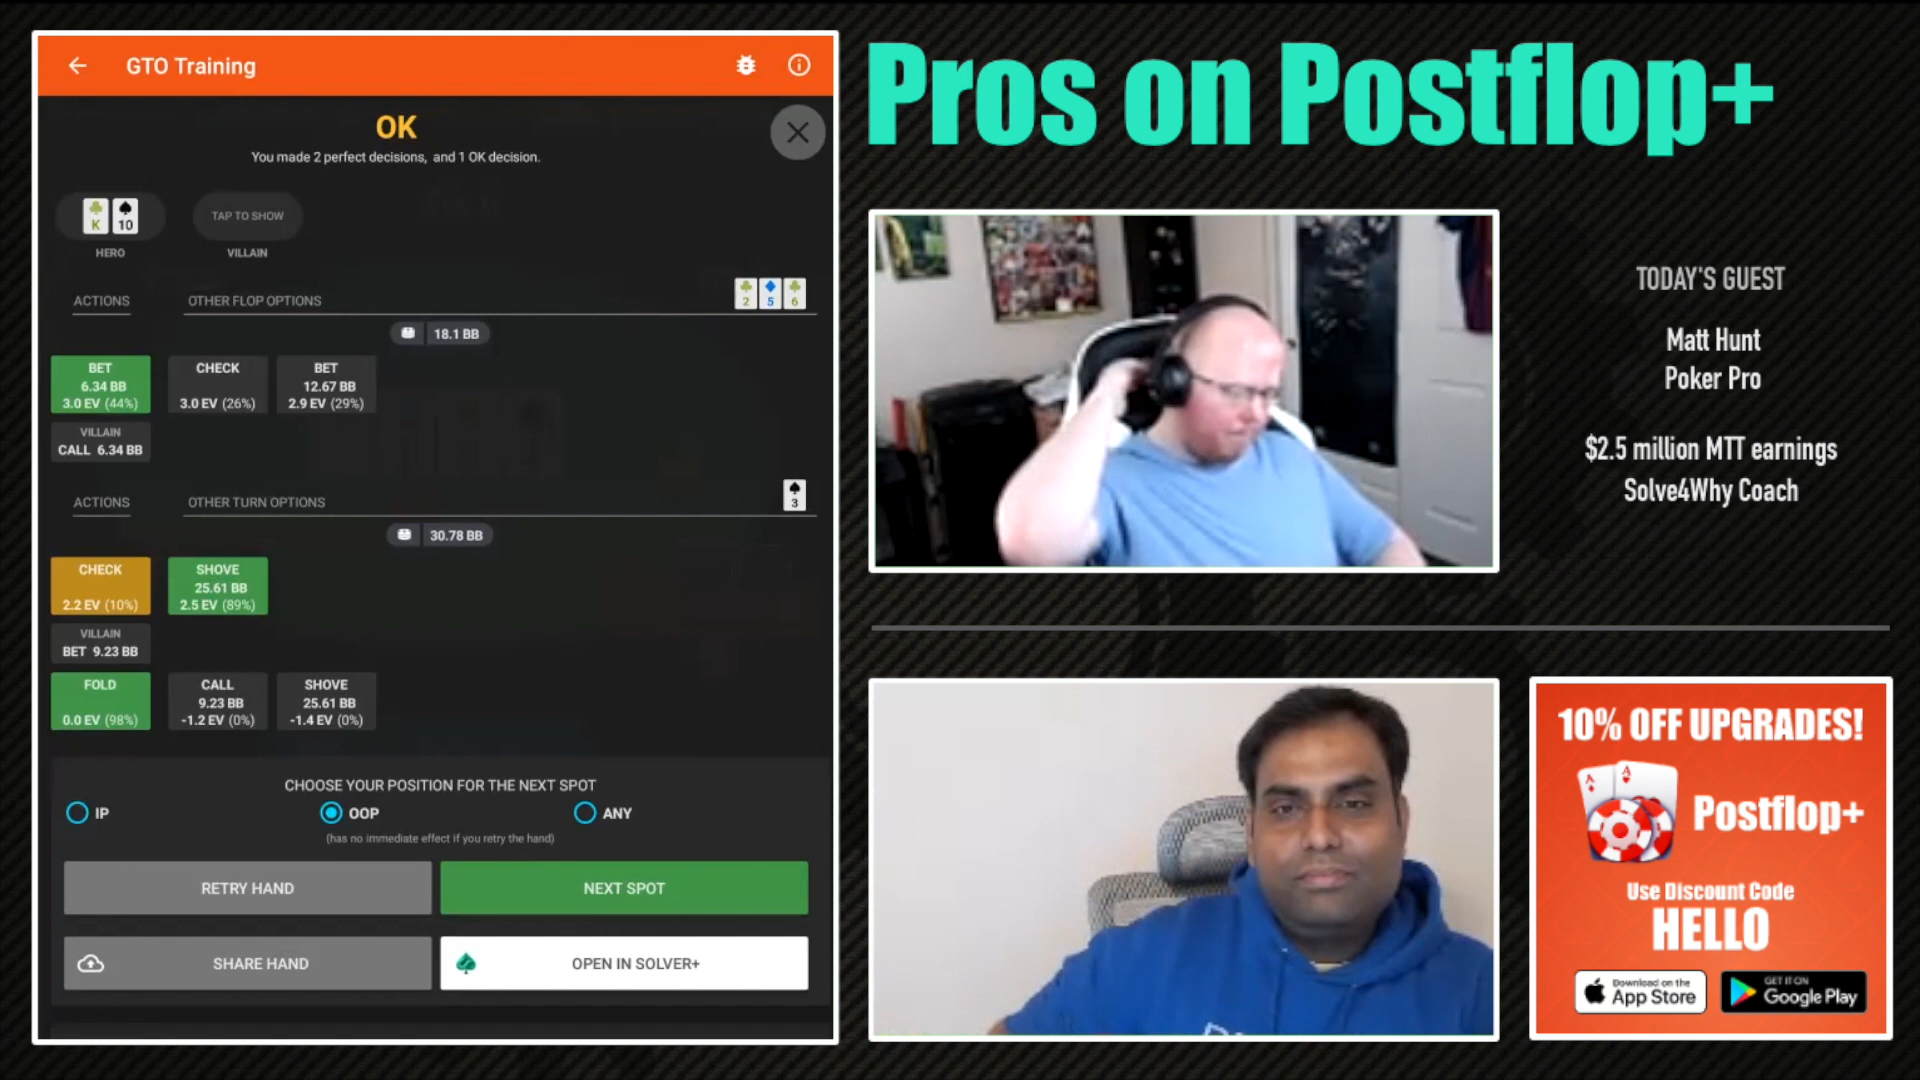 GTO Training
OK
You made 2 perfect decisions, and 1 OK decision.
K 10
TAP TO SHOW
HERO
VILLAIN
ACTIONS
OTHER FLOP OPTIONS
2 5 6
18.1 BB
BET
6.34 BB
3.0 EV (44%)
CHECK
3.0 EV (26%)
BET
12.67 BB
2.9 EV (29%)
VILLAIN
CALL 6.34 BB
ACTIONS
OTHER TURN OPTIONS
3
30.78 BB
CHECK
2.2 EV (10%)
SHOVE
25.61 BB
2.5 EV (89%)
VILLAIN
BET 9.23 BB
FOLD
0.0 EV (98%)
CALL
9.23 BB
-1.2 EV (0%)
SHOVE
25.61 BB
-1.4 EV (0%)
CHOOSE YOUR POSITION FOR THE NEXT SPOT
IP
OOP
ANY
(has no immediate effect if you retry the hand)
RETRY HAND
NEXT SPOT
SHARE HAND
OPEN IN SOLVER+
Pros on Postflop+
TODAY'S GUEST
Matt Hunt
Poker Pro
$2.5 million MTT earnings
Solve4Why Coach
10% OFF UPGRADES!
A A
Postflop+
Use Discount Code
HELLO
Download on the
App Store
GET IT ON
Google Play